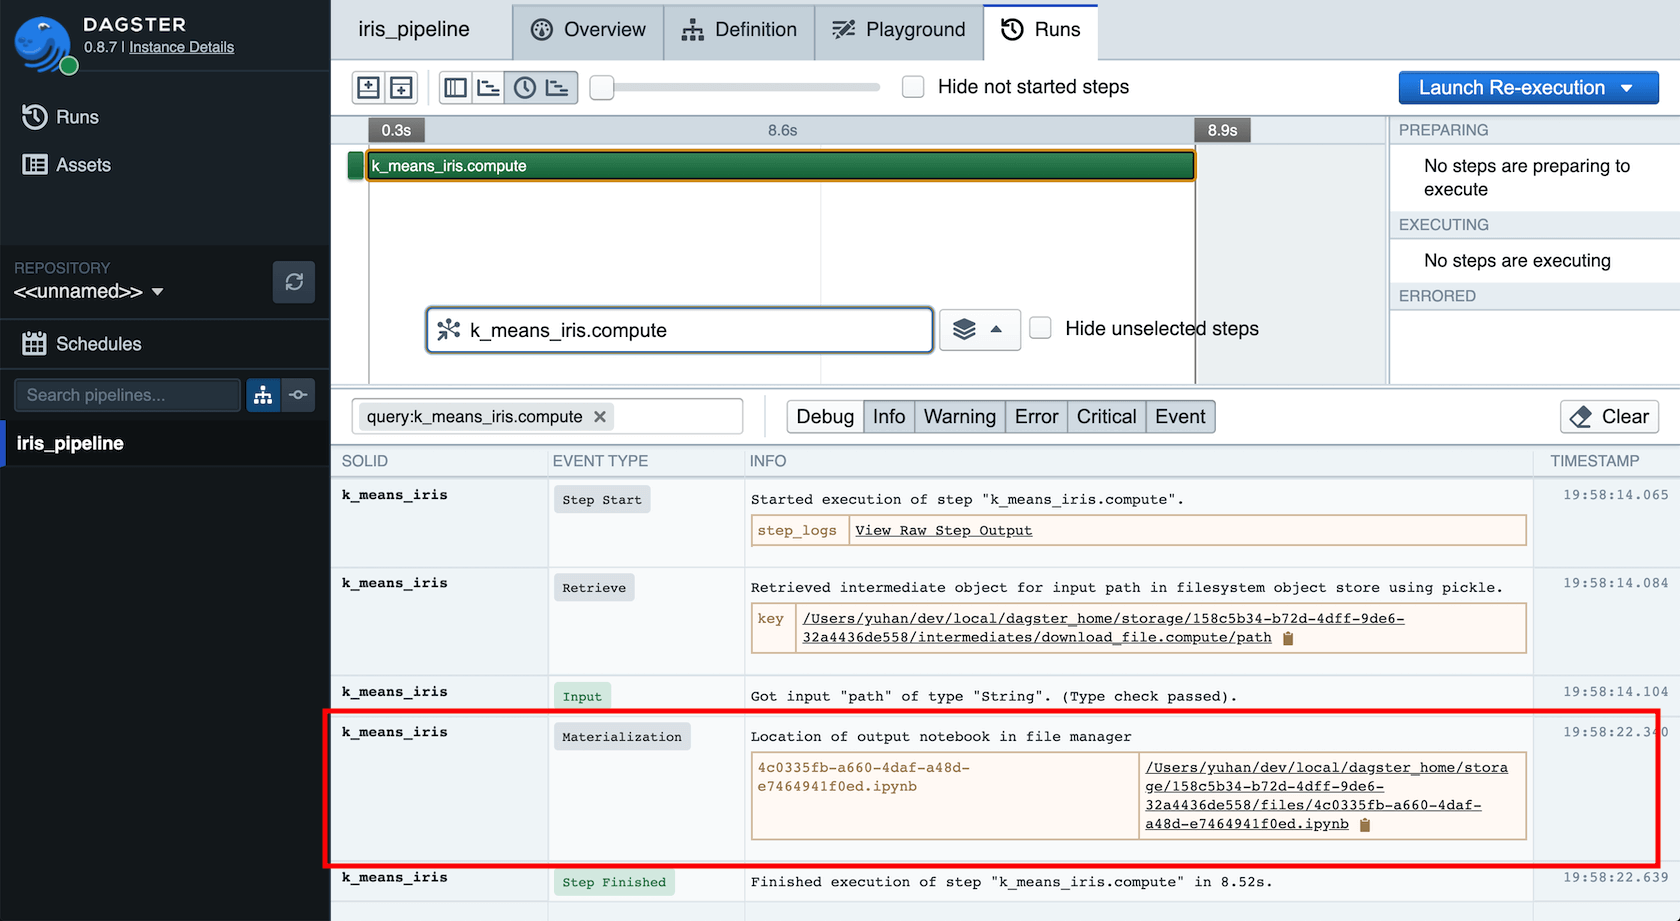 DAGSTER
0.8.7 | Instance Details
Runs
Assets
REPOSITORY
<<unnamed>>
Schedules
Search pipelines...
iris_pipeline
iris_pipeline
Overview
Definition
Playground
Runs
Hide not started steps
Launch Re-execution
0.3s
8.6s
8.9s
k_means_iris.compute
k_means_iris.compute
Hide unselected steps
PREPARING
No steps are preparing to
execute
EXECUTING
No steps are executing
ERRORED
query:k_means_iris.compute
Debug
Info
Warning
Error
Critical
Event
Clear
SOLID
EVENT TYPE
INFO
TIMESTAMP
k_means_iris
Step Start
Started execution of step "k_means_iris.compute".
step_logs
View Raw Step Output
19:58:14.065
k_means_iris
Retrieve
Retrieved intermediate object for input path in filesystem object store using pickle.
key
/Users/yuhan/dev/local/dagster_home/storage/158c5b34-b72d-4dff-9de6-
32a4436de558/intermediates/download_file.compute/path
19:58:14.084
k_means_iris
Input
Got input "path" of type "String". (Type check passed).
19:58:14.104
k_means_iris
Materialization
Location of output notebook in file manager
4c0335fb-a660-4daf-a48d-
e7464941f0ed.ipynb
/Users/yuhan/dev/local/dagster_home/stora
ge/158c5b34-b72d-4dff-9de6-
32a4436de558/files/4c0335fb-a660-4daf-
a48d-e7464941f0ed.ipynb
19:58:22.340
k_means_iris
Step Finished
Finished execution of step "k_means_iris.compute" in 8.52s.
19:58:22.639